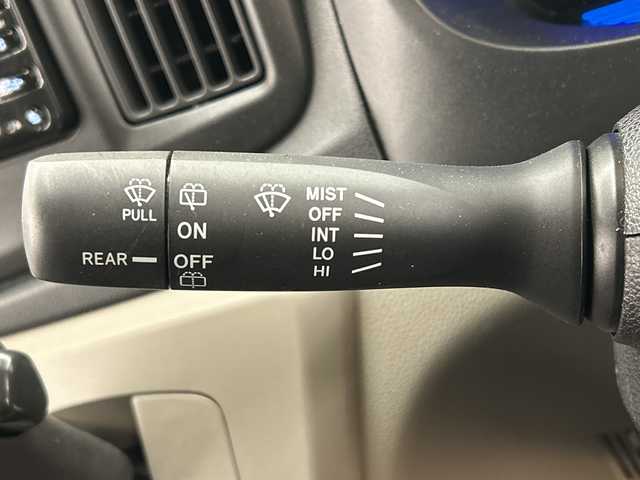 PULL
REAR
ON
OFF
MIST
OFF
INT
LO
HI